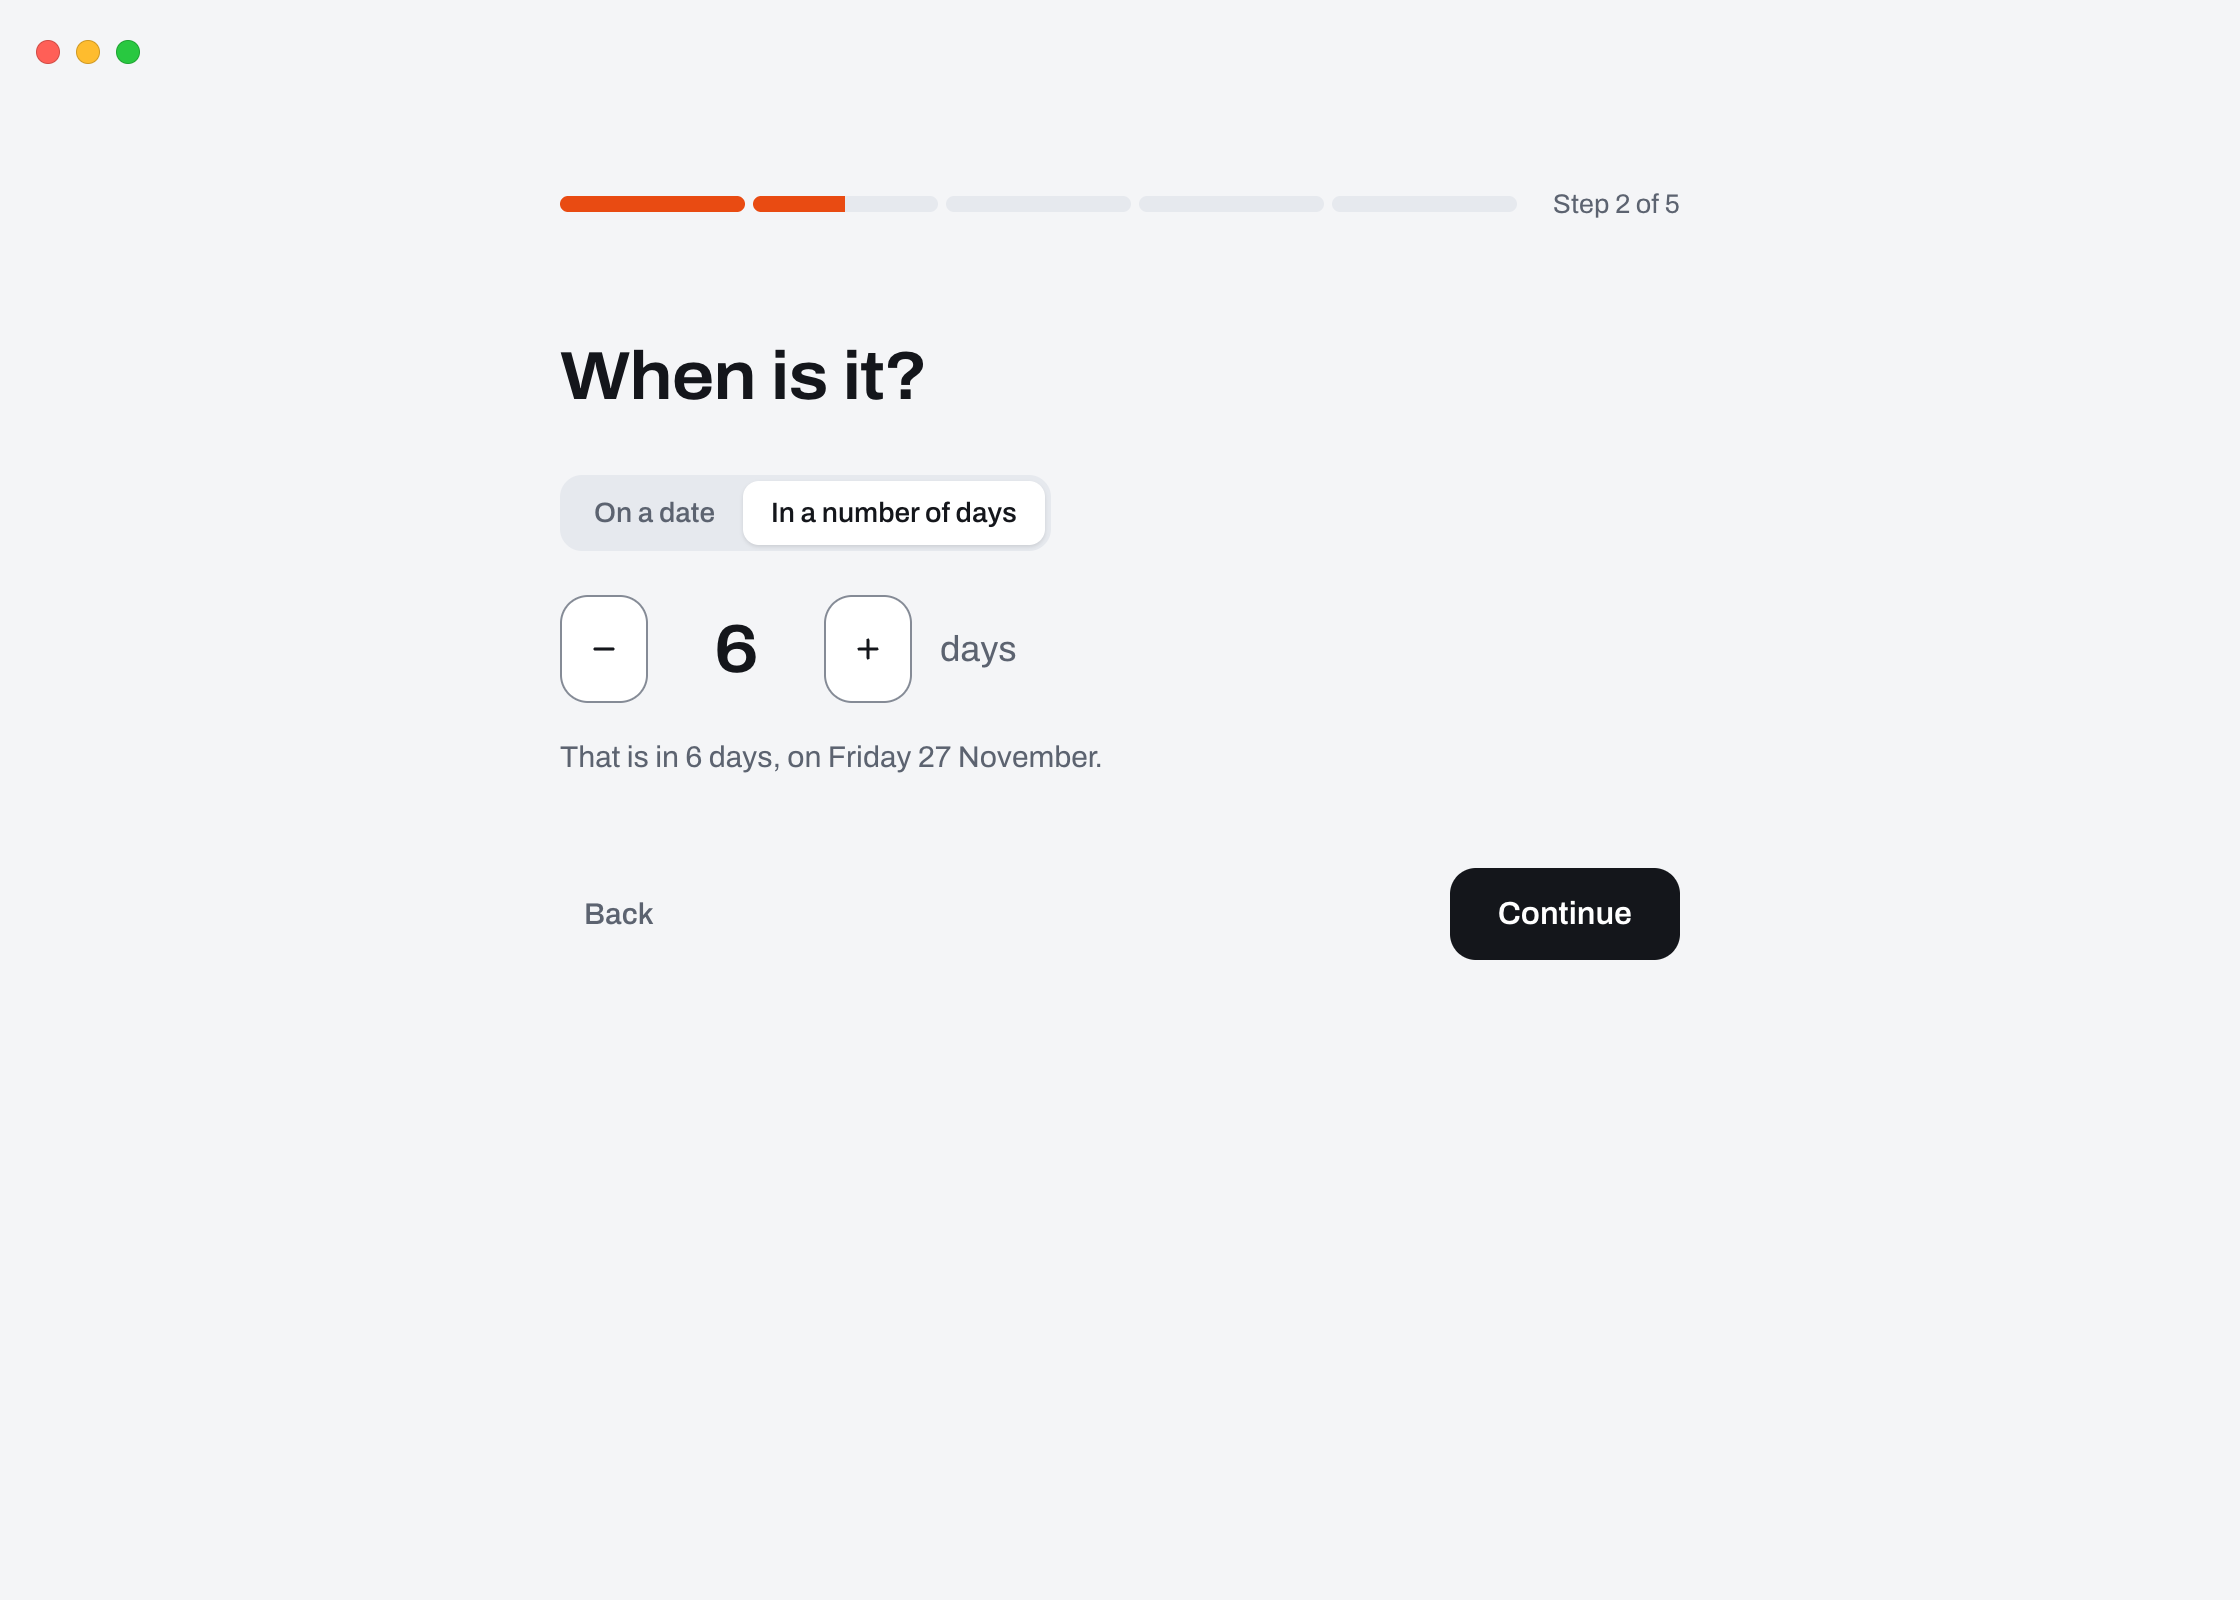 Step 2 of 5
When is it?
On a date
In a number of days
− 6 + days
That is in 6 days, on Friday 27 November.
Back
Continue